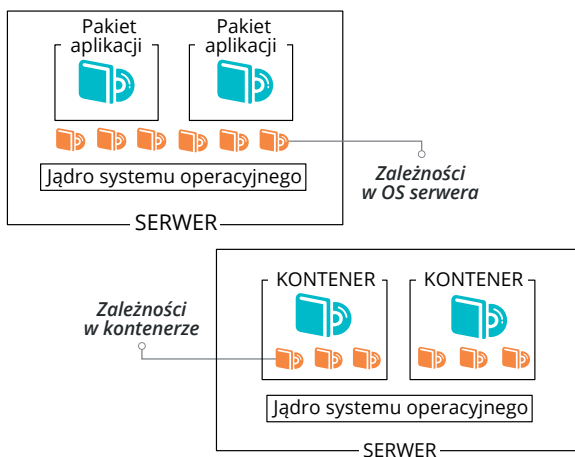 Pakiet
aplikacji
Pakiet
aplikacji
Jądro systemu operacyjnego
SERWER
Zależności
w OS serwera
KONTENER
KONTENER
Zależności
w kontenerze
Jądro systemu operacyjnego
SERWER